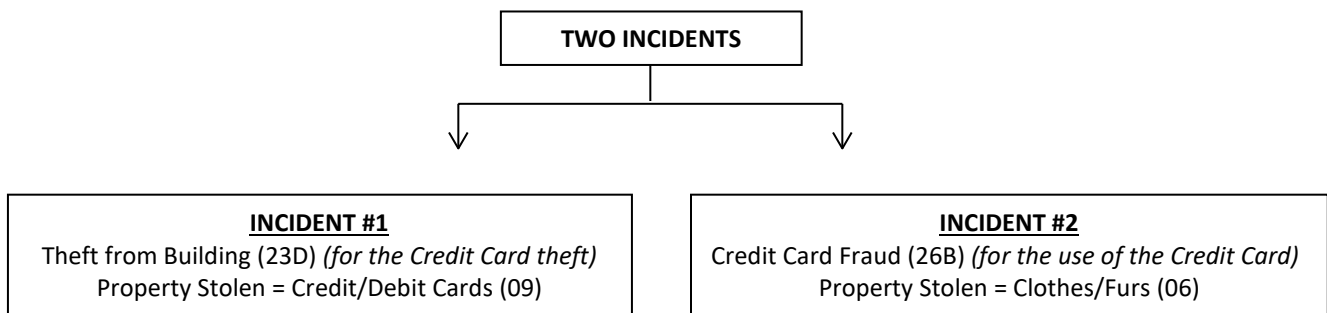 TWO INCIDENTS
INCIDENT #1
Theft from Building (23D) (for the Credit Card theft)
Property Stolen = Credit/Debit Cards (09)
INCIDENT #2
Credit Card Fraud (26B) (for the use of the Credit Card)
Property Stolen = Clothes/Furs (06)